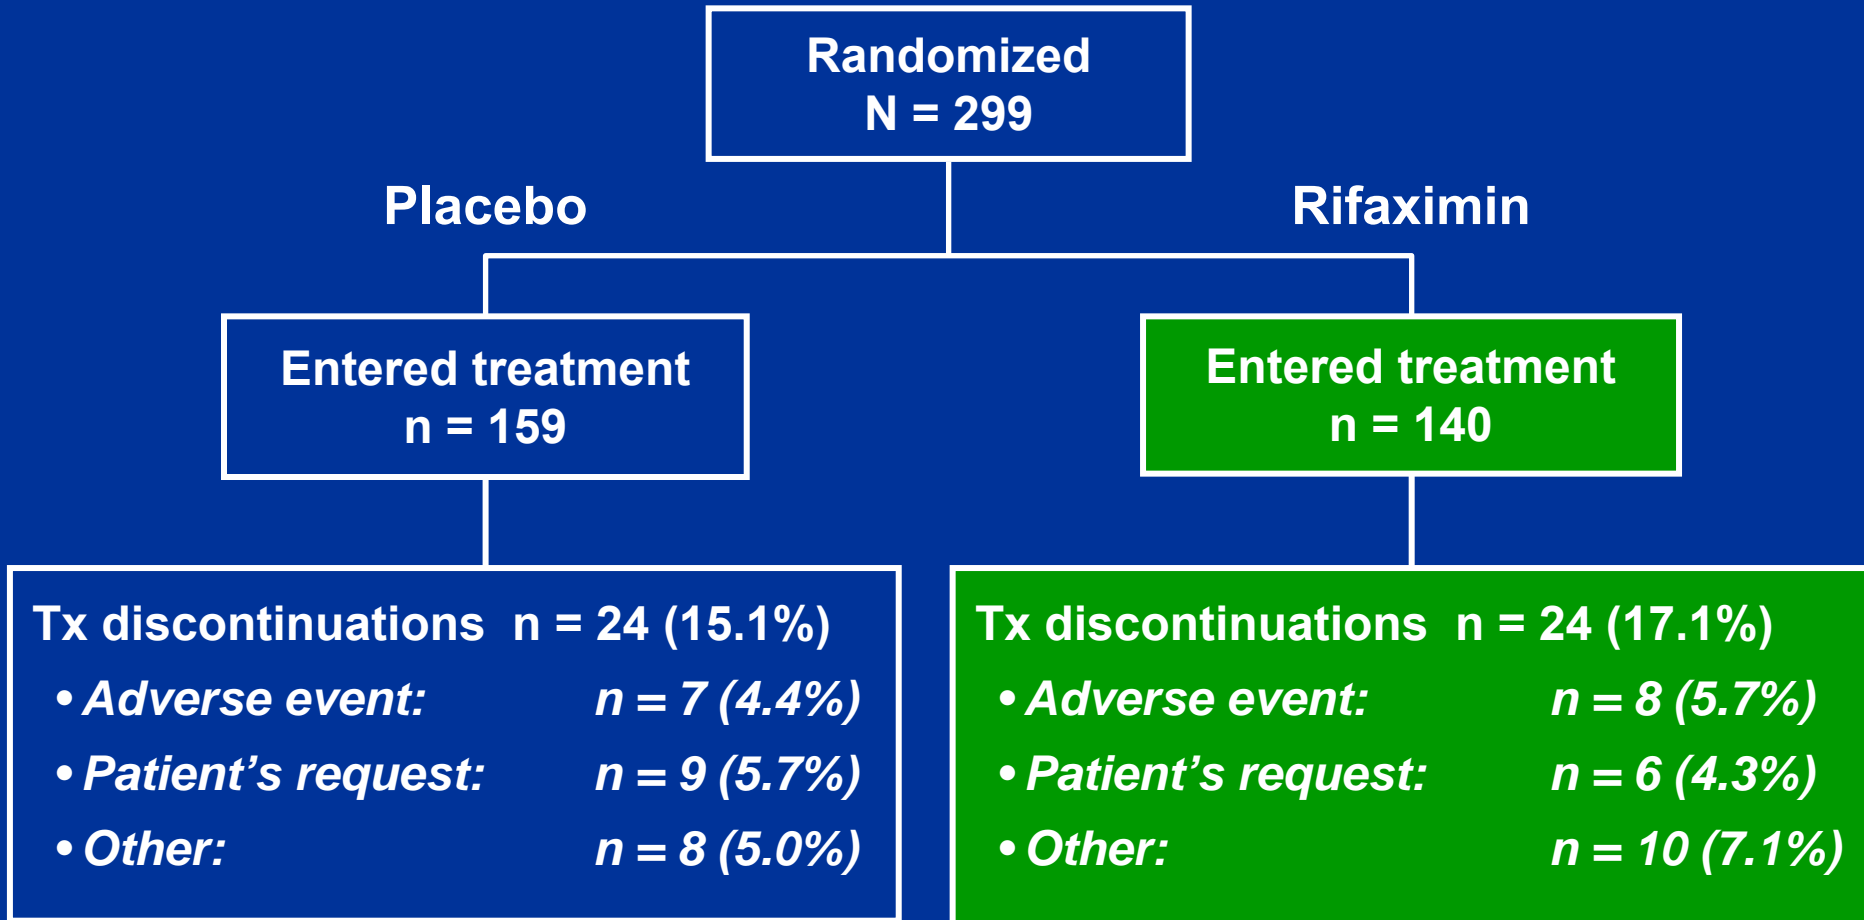 Randomized
N = 299
Placebo
Rifaximin
Entered treatment
n = 159
Entered treatment
n = 140
Tx discontinuations n = 24 (15.1%)
• Adverse event: n = 7 (4.4%)
• Patient’s request: n = 9 (5.7%)
• Other: n = 8 (5.0%)
Tx discontinuations n = 24 (17.1%)
• Adverse event: n = 8 (5.7%)
• Patient’s request: n = 6 (4.3%)
• Other: n = 10 (7.1%)